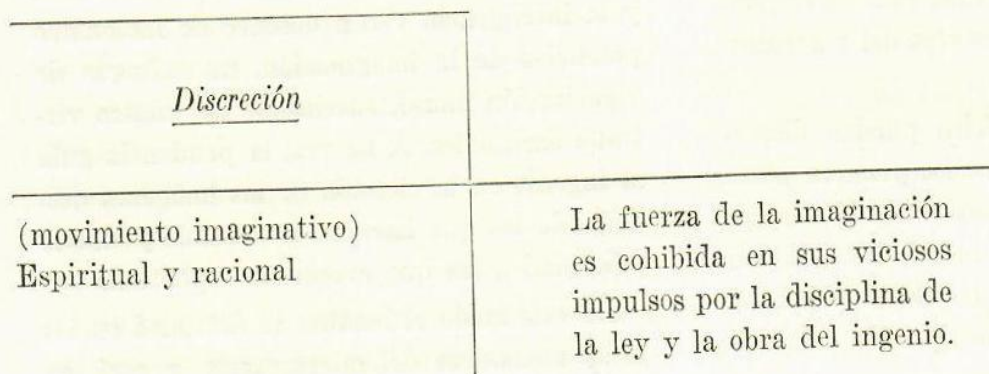 Discreción
(movimiento imaginativo)
Espiritual y racional
La fuerza de la imaginación
es cohibida en sus viciosos
impulsos por la disciplina de
la ley y la obra del ingenio.